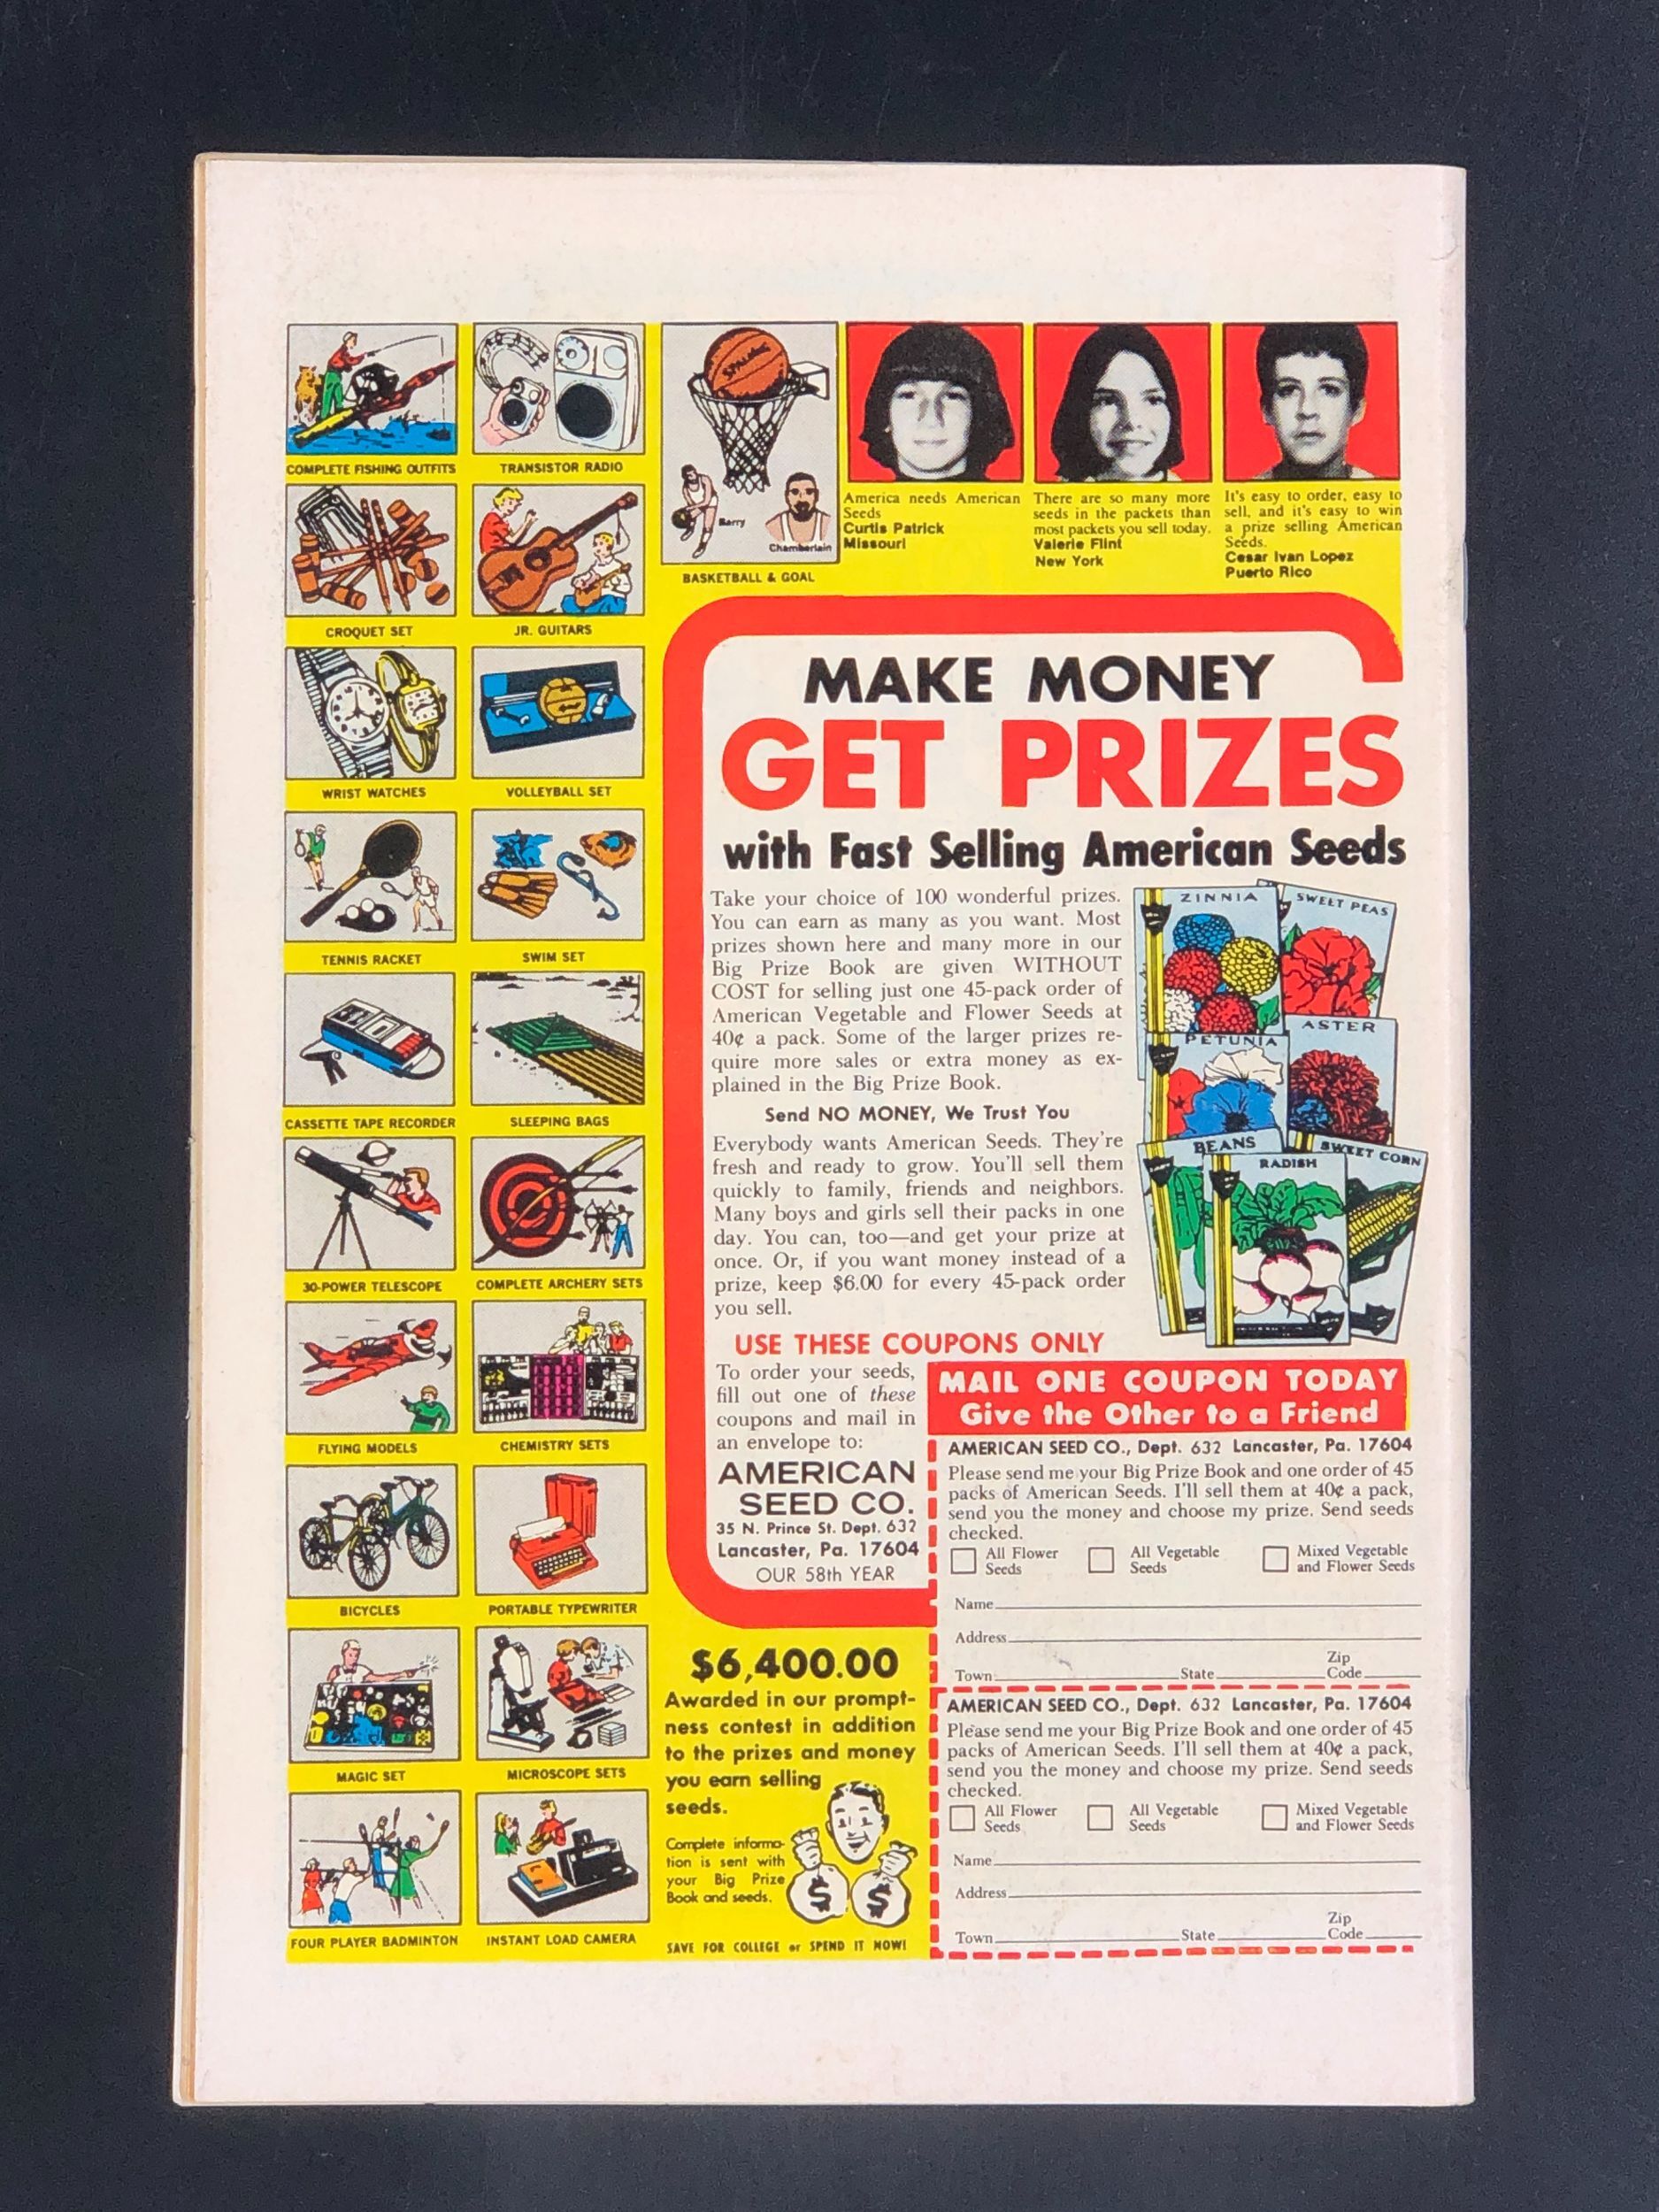 COMPLETE FISHING OUTFITS
TRANSISTOR RADIO
CROQUET SET
JR. GUITARS
WRIST WATCHES
VOLLEYBALL SET
TENNIS RACKET
SWIM SET
CASSETTE TAPE RECORDER
SLEEPING BAGS
30-POWER TELESCOPE
COMPLETE ARCHERY SETS
FLYING MODELS
CHEMISTRY SETS
BICYCLES
PORTABLE TYPEWRITER
MAGIC SET
MICROSCOPE SETS
FOUR PLAYER BADMINTON
INSTANT LOAD CAMERA
SPALDING
Barry
Chamberlain
BASKETBALL & GOAL
America needs American
Seeds
Curtis Patrick
Missouri
There are so many more
seeds in the packets than
most packets you sell today.
Valerie Flint
New York
It's easy to order, easy to
sell, and it's easy to win
a prize selling American
Seeds.
Cesar Ivan Lopez
Puerto Rico
MAKE MONEY
GET PRIZES
with Fast Selling American Seeds
Take your choice of 100 wonderful prizes.
You can earn as many as you want. Most
prizes shown here and many more in our
Big Prize Book are given WITHOUT
COST for selling just one 45-pack order of
American Vegetable and Flower Seeds at
40¢ a pack. Some of the larger prizes re-
quire more sales or extra money as ex-
plained in the Big Prize Book.
Send NO MONEY, We Trust You
Everybody wants American Seeds. They're
fresh and ready to grow. You'll sell them
quickly to family, friends and neighbors.
Many boys and girls sell their packs in one
day. You can, too—and get your prize at
once. Or, if you want money instead of a
prize, keep $6.00 for every 45-pack order
you sell.
ZINNIA
SWEET PEAS
PETUNIA
ASTER
BEANS
RADISH
SWEET CORN
USE THESE COUPONS ONLY
To order your seeds,
fill out one of these
coupons and mail in
an envelope to:
AMERICAN
SEED CO.
35 N. Prince St. Dept. 632
Lancaster, Pa. 17604
OUR 58th YEAR
$6,400.00
Awarded in our prompt-
ness contest in addition
to the prizes and money
you earn selling
seeds.
Complete informa-
tion is sent with
your Big Prize
Book and seeds.
$ $
SAVE FOR COLLEGE or SPEND IT NOW!
MAIL ONE COUPON TODAY
Give the Other to a Friend
AMERICAN SEED CO., Dept. 632 Lancaster, Pa. 17604
Please send me your Big Prize Book and one order of 45
packs of American Seeds. I'll sell them at 40¢ a pack,
send you the money and choose my prize. Send seeds
checked.
All Flower Seeds
All Vegetable Seeds
Mixed Vegetable and Flower Seeds
Name
Address
Town State Zip Code
AMERICAN SEED CO., Dept. 632 Lancaster, Pa. 17604
Please send me your Big Prize Book and one order of 45
packs of American Seeds. I'll sell them at 40¢ a pack,
send you the money and choose my prize. Send seeds
checked.
All Flower Seeds
All Vegetable Seeds
Mixed Vegetable and Flower Seeds
Name
Address
Town State Zip Code